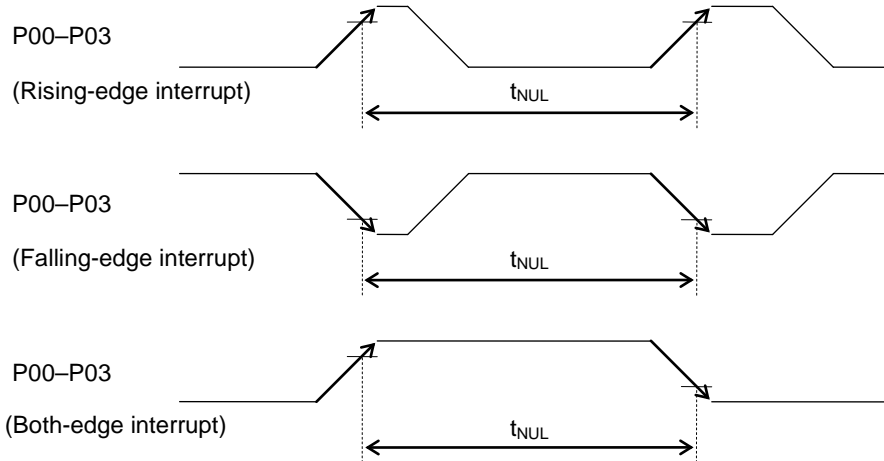 P00–P03
(Rising-edge interrupt)
tNUL
P00–P03
(Falling-edge interrupt)
tNUL
P00–P03
(Both-edge interrupt)
tNUL